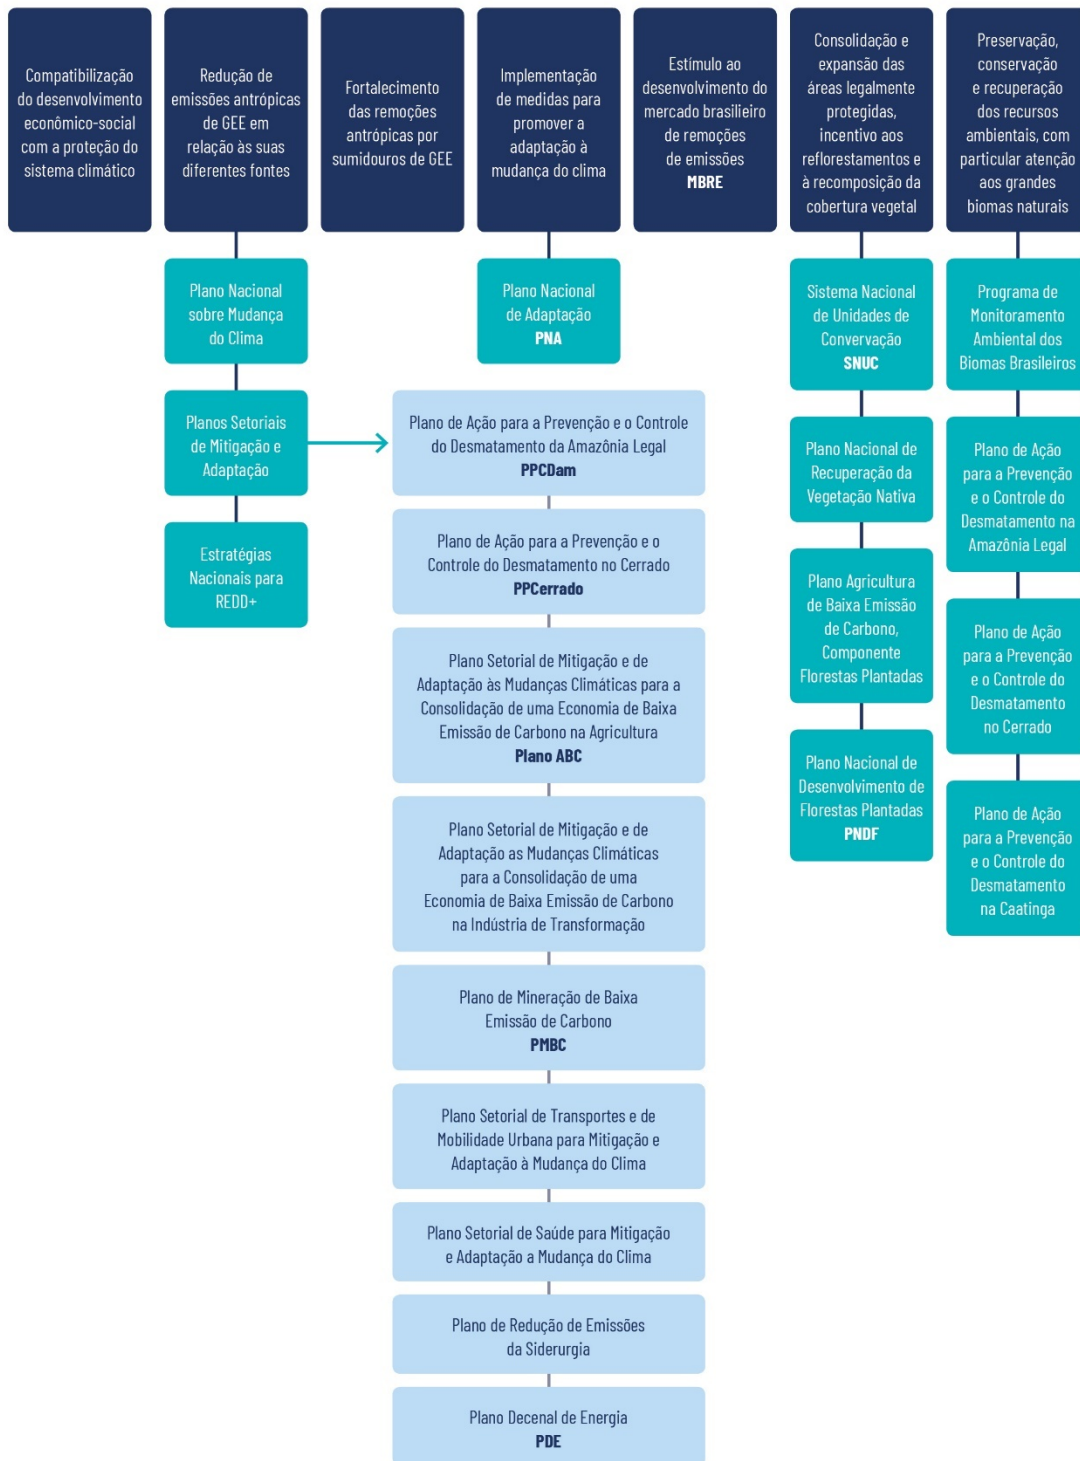 Compatibilização
do desenvolvimento
econômico-social
com a proteção do
sistema climático
Redução de
emissões antrópicas
de GEE em
relação às suas
diferentes fontes
Fortalecimento
das remoções
antrópicas por
sumidouros de GEE
Implementação
de medidas para
promover a
adaptação à
mudança do clima
Estímulo ao
desenvolvimento do
mercado brasileiro
de remoções
de emissões
MBRE
Consolidação e
expansão das
áreas legalmente
protegidas,
incentivo aos
reflorestamentos e
à recomposição da
cobertura vegetal
Preservação,
conservação
e recuperação
dos recursos
ambientais, com
particular atenção
aos grandes
biomas naturais
Plano Nacional
sobre Mudança
do Clima
Planos Setoriais
de Mitigação e
Adaptação
Estratégias
Nacionais para
REDD+
Plano Nacional
de Adaptação
PNA
Plano de Ação para a Prevenção e o Controle
do Desmatamento da Amazônia Legal
PPCDam
Plano de Ação para a Prevenção e o
Controle do Desmatamento no Cerrado
PPCerrado
Plano Setorial de Mitigação e de
Adaptação às Mudanças Climáticas para a
Consolidação de uma Economia de Baixa
Emissão de Carbono na Agricultura
Plano ABC
Plano Setorial de Mitigação e de
Adaptação as Mudanças Climáticas
para a Consolidação de uma
Economia de Baixa Emissão de Carbono
na Indústria de Transformação
Plano de Mineração de Baixa
Emissão de Carbono
PMBC
Plano Setorial de Transportes e de
Mobilidade Urbana para Mitigação e
Adaptação à Mudança do Clima
Plano Setorial de Saúde para Mitigação
e Adaptação a Mudança do Clima
Plano de Redução de Emissões
da Siderurgia
Plano Decenal de Energia
PDE
Sistema Nacional
de Unidades de
Convervação
SNUC
Plano Nacional de
Recuperação da
Vegetação Nativa
Plano Agricultura
de Baixa Emissão
de Carbono,
Componente
Florestas Plantadas
Plano Nacional de
Desenvolvimento de
Florestas Plantadas
PNDF
Programa de
Monitoramento
Ambiental dos
Biomas Brasileiros
Plano de Ação
para a Prevenção
e o Controle do
Desmatamento na
Amazônia Legal
Plano de Ação
para a Prevenção
e o Controle do
Desmatamento
no Cerrado
Plano de Ação
para a Prevenção
e o Controle do
Desmatamento
na Caatinga